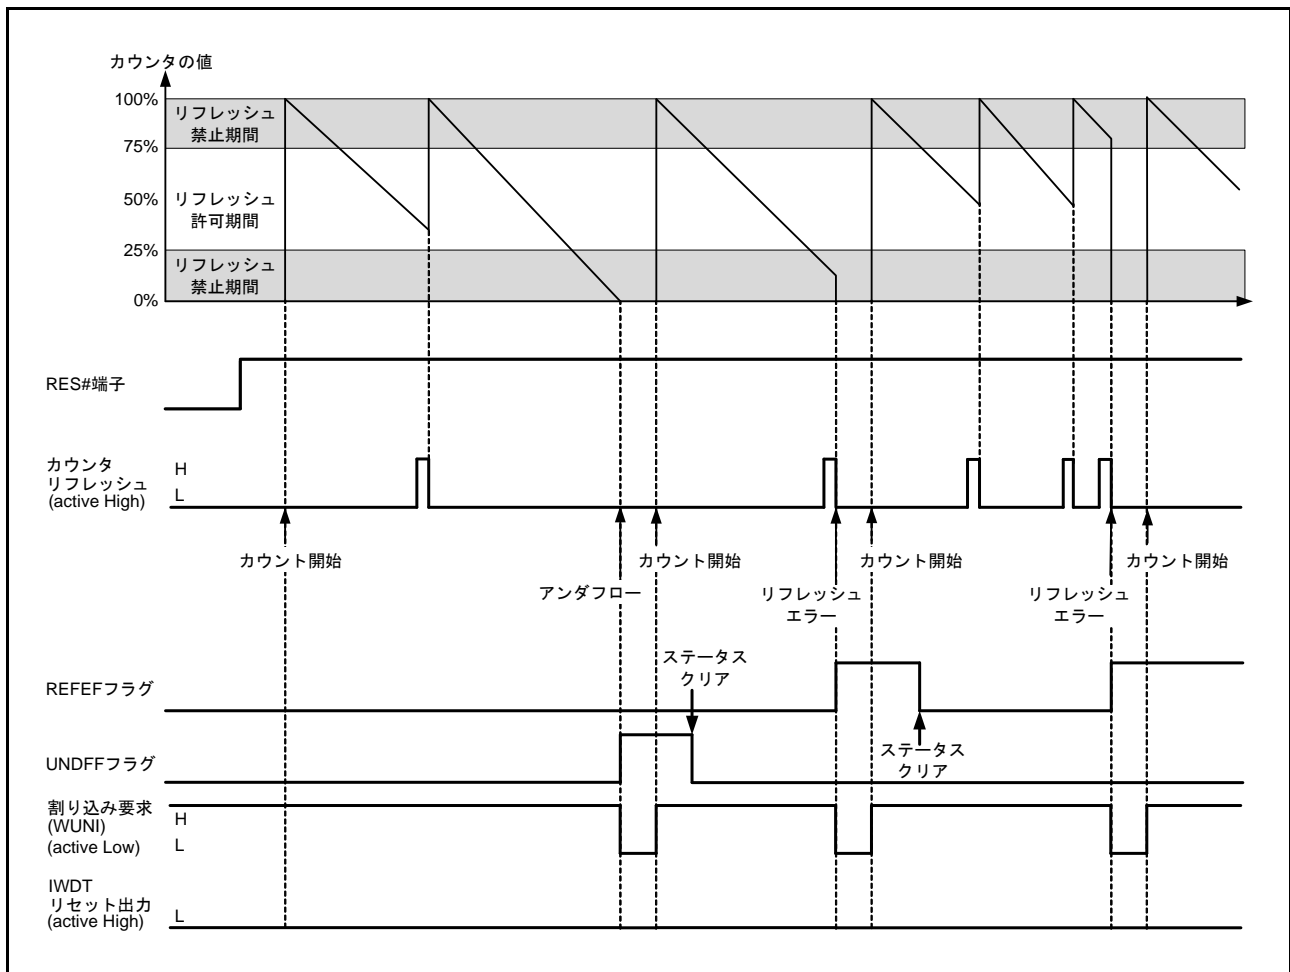 カウンタの値
100%
リフレッシュ
禁止期間
75%
50%
リフレッシュ
許可期間
25%
リフレッシュ
禁止期間
0%
RES#端子
カウンタ
リフレッシュ
(active High)
H
L
カウント開始
カウント開始
カウント開始
カウント開始
アンダフロー
リフレッシュ
エラー
リフレッシュ
エラー
ステータス
クリア
REFEFフラグ
ステータス
クリア
UNDFFフラグ
割り込み要求
(WUNI)
(active Low)
H
L
IWDT
リセット出力
(active High)
L